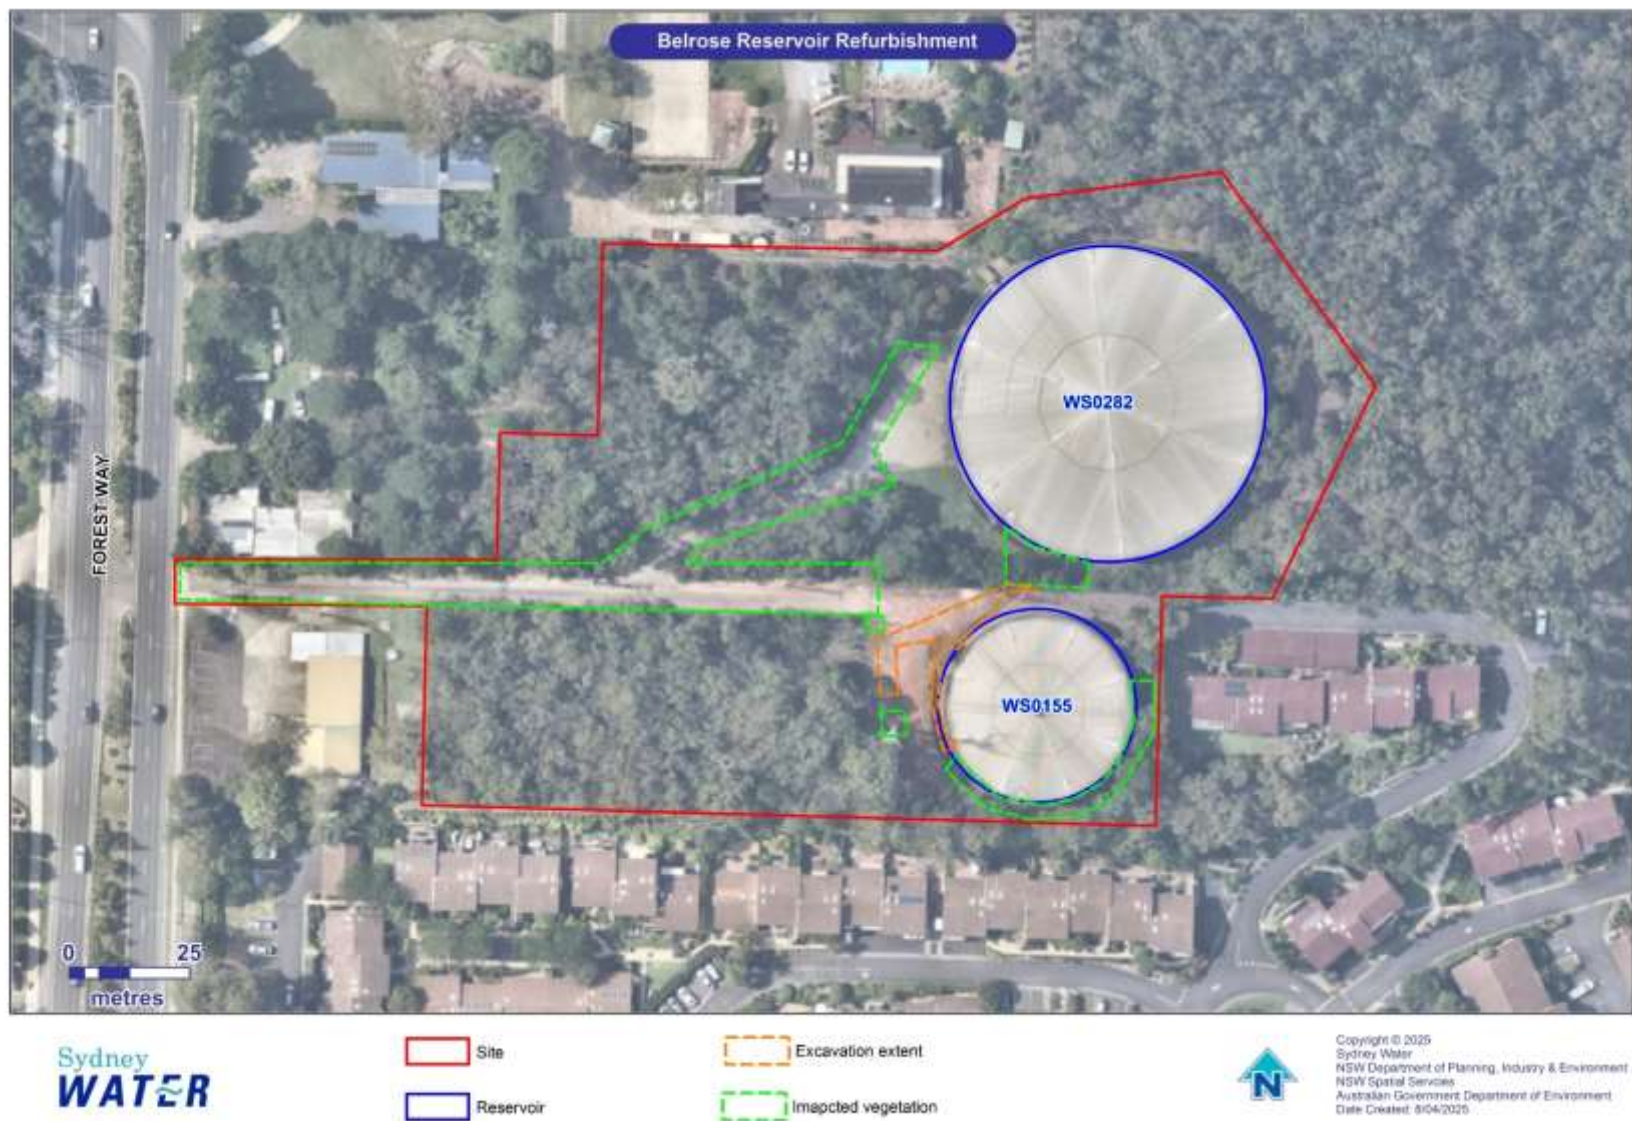 Belrose Reservoir Refurbishment
WS0282
FOREST WAY
WS0155
0 25
metres
Sydney
WATER
Site
Reservoir
Excavation extent
Imapcted vegetation
N
Copyright © 2025
Sydney Water
NSW Department of Planning, Industry & Environment
NSW Spatial Services
Australian Government Department of Environment
Date Created: 8/04/2025